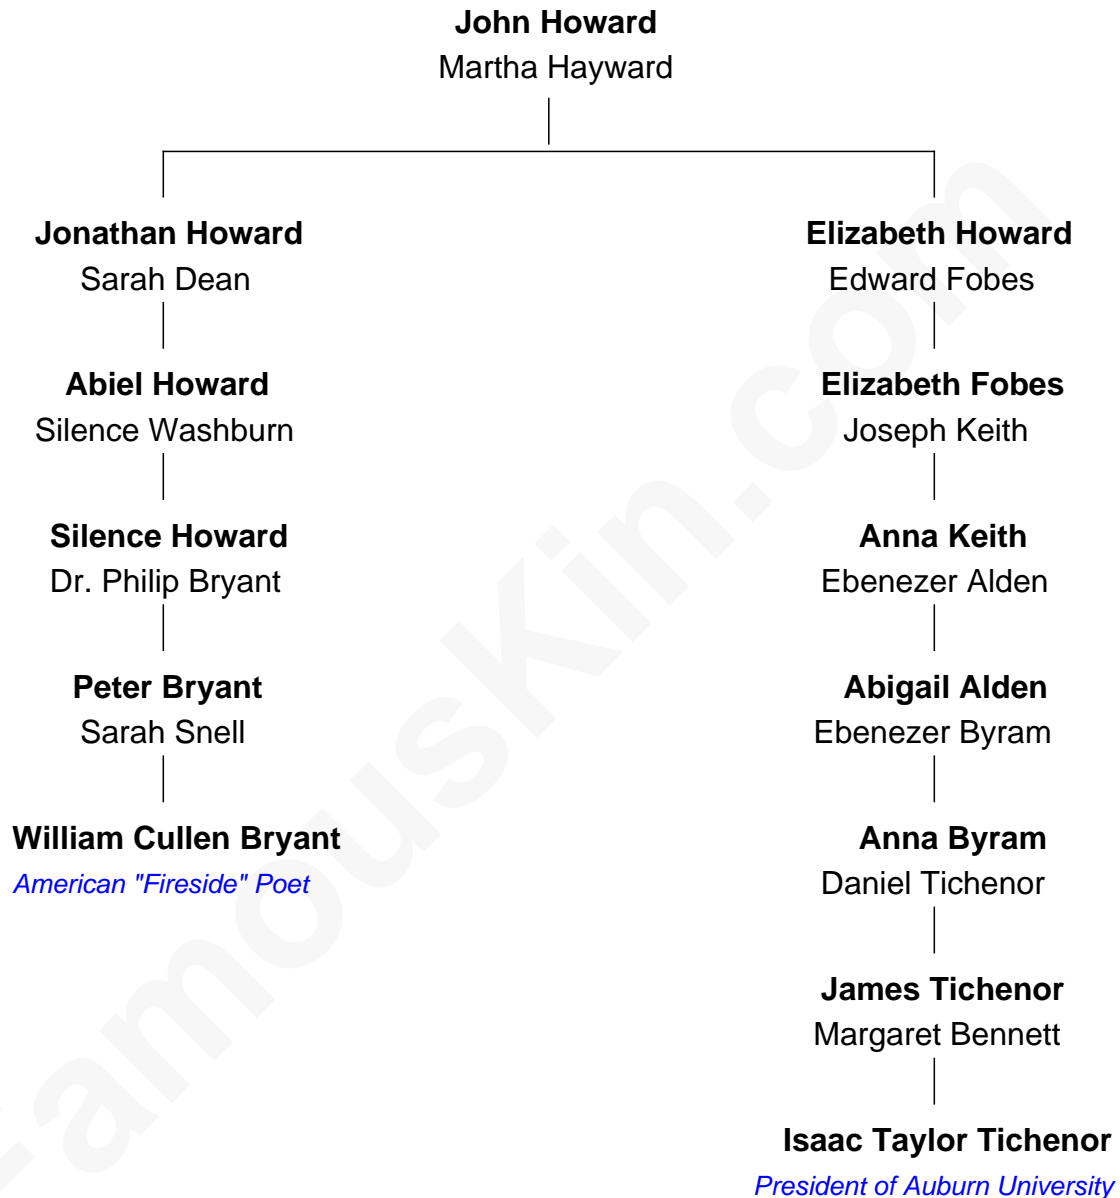 John Howard
Martha Hayward
Jonathan Howard
Sarah Dean
Elizabeth Howard
Edward Fobes
Abiel Howard
Silence Washburn
Elizabeth Fobes
Joseph Keith
Silence Howard
Dr. Philip Bryant
Anna Keith
Ebenezer Alden
Peter Bryant
Sarah Snell
Abigail Alden
Ebenezer Byram
William Cullen Bryant
American "Fireside" Poet
Anna Byram
Daniel Tichenor
James Tichenor
Margaret Bennett
Isaac Taylor Tichenor
President of Auburn University
FamousKin.com